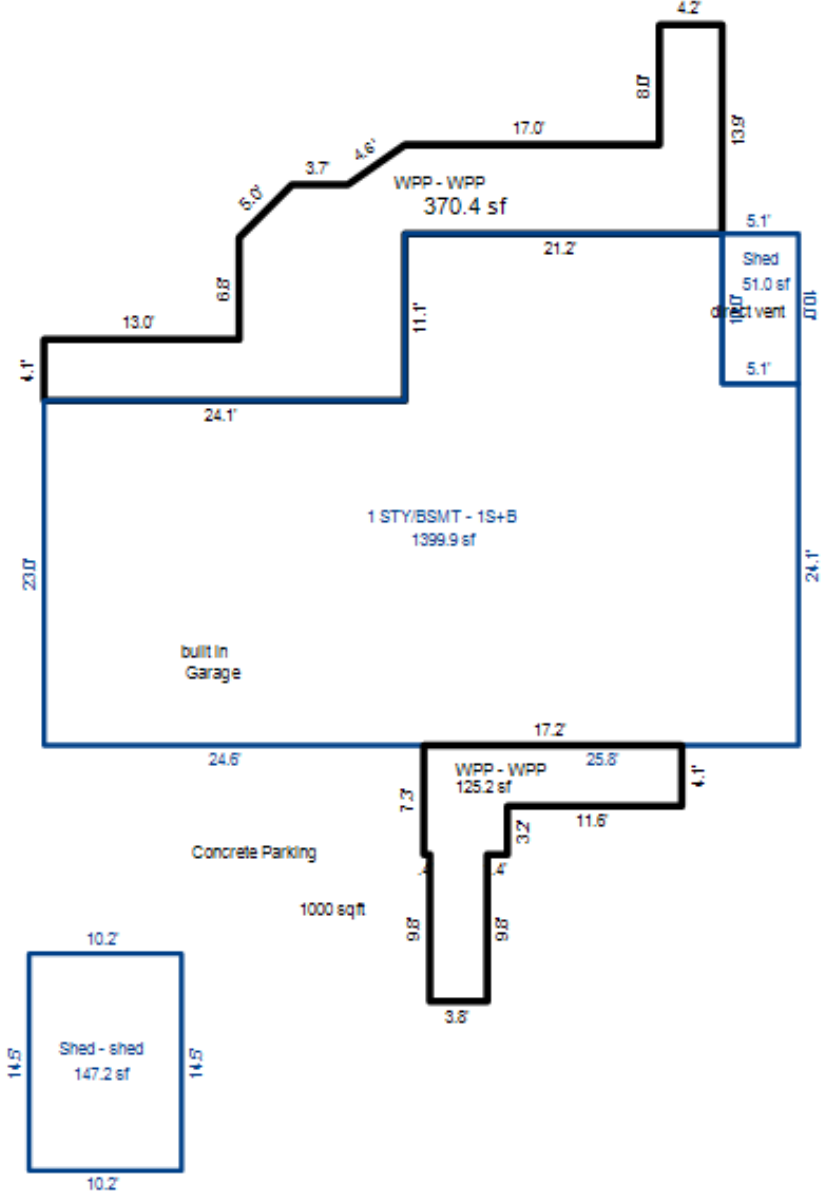 4.2'
8.0'
13.9'
17.0'
4.6'
3.7'
5.0'
WPP - WPP
370.4 sf
5.1'
21.2'
Shed
51.0 sf
10.0'
10.0'
direct vent
6.8'
11.1'
13.0'
4.1'
5.1'
24.1'
1 STY/BSMT - 1S+B
1399.9 sf
23.0'
24.1'
built in
Garage
17.2'
24.6'
25.8'
WPP - WPP
125.2 sf
4.1'
7.3'
3.2'
11.6'
Concrete Parking
.4'
1000 sqft
9.8'
9.8'
10.2'
3.8'
Shed - shed
147.2 sf
14.5'
14.5'
10.2'